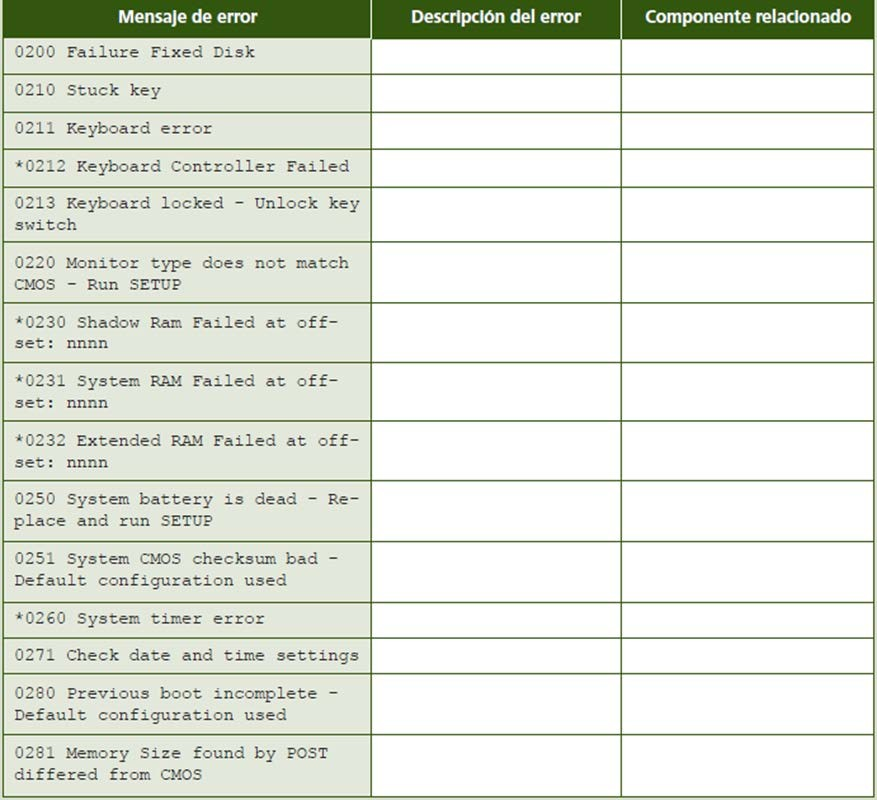 Mensaje de error Descripción del error Componente relacionado
0200 Failure Fixed Disk
0210 Stuck key
0211 Keyboard error
*0212 Keyboard Controller Failed
0213 Keyboard locked - Unlock key
switch
0220 Monitor type does not match
CMOS - Run SETUP
*0230 Shadow Ram Failed at off-
set: nnnn
*0231 System RAM Failed at off-
set: nnnn
*0232 Extended RAM Failed at off-
set: nnnn
0250 System battery is dead - Re-
place and run SETUP
0251 System CMOS checksum bad -
Default configuration used
*0260 System timer error
0271 Check date and time settings
0280 Previous boot incomplete -
Default configuration used
0281 Memory Size found by POST
differed from CMOS